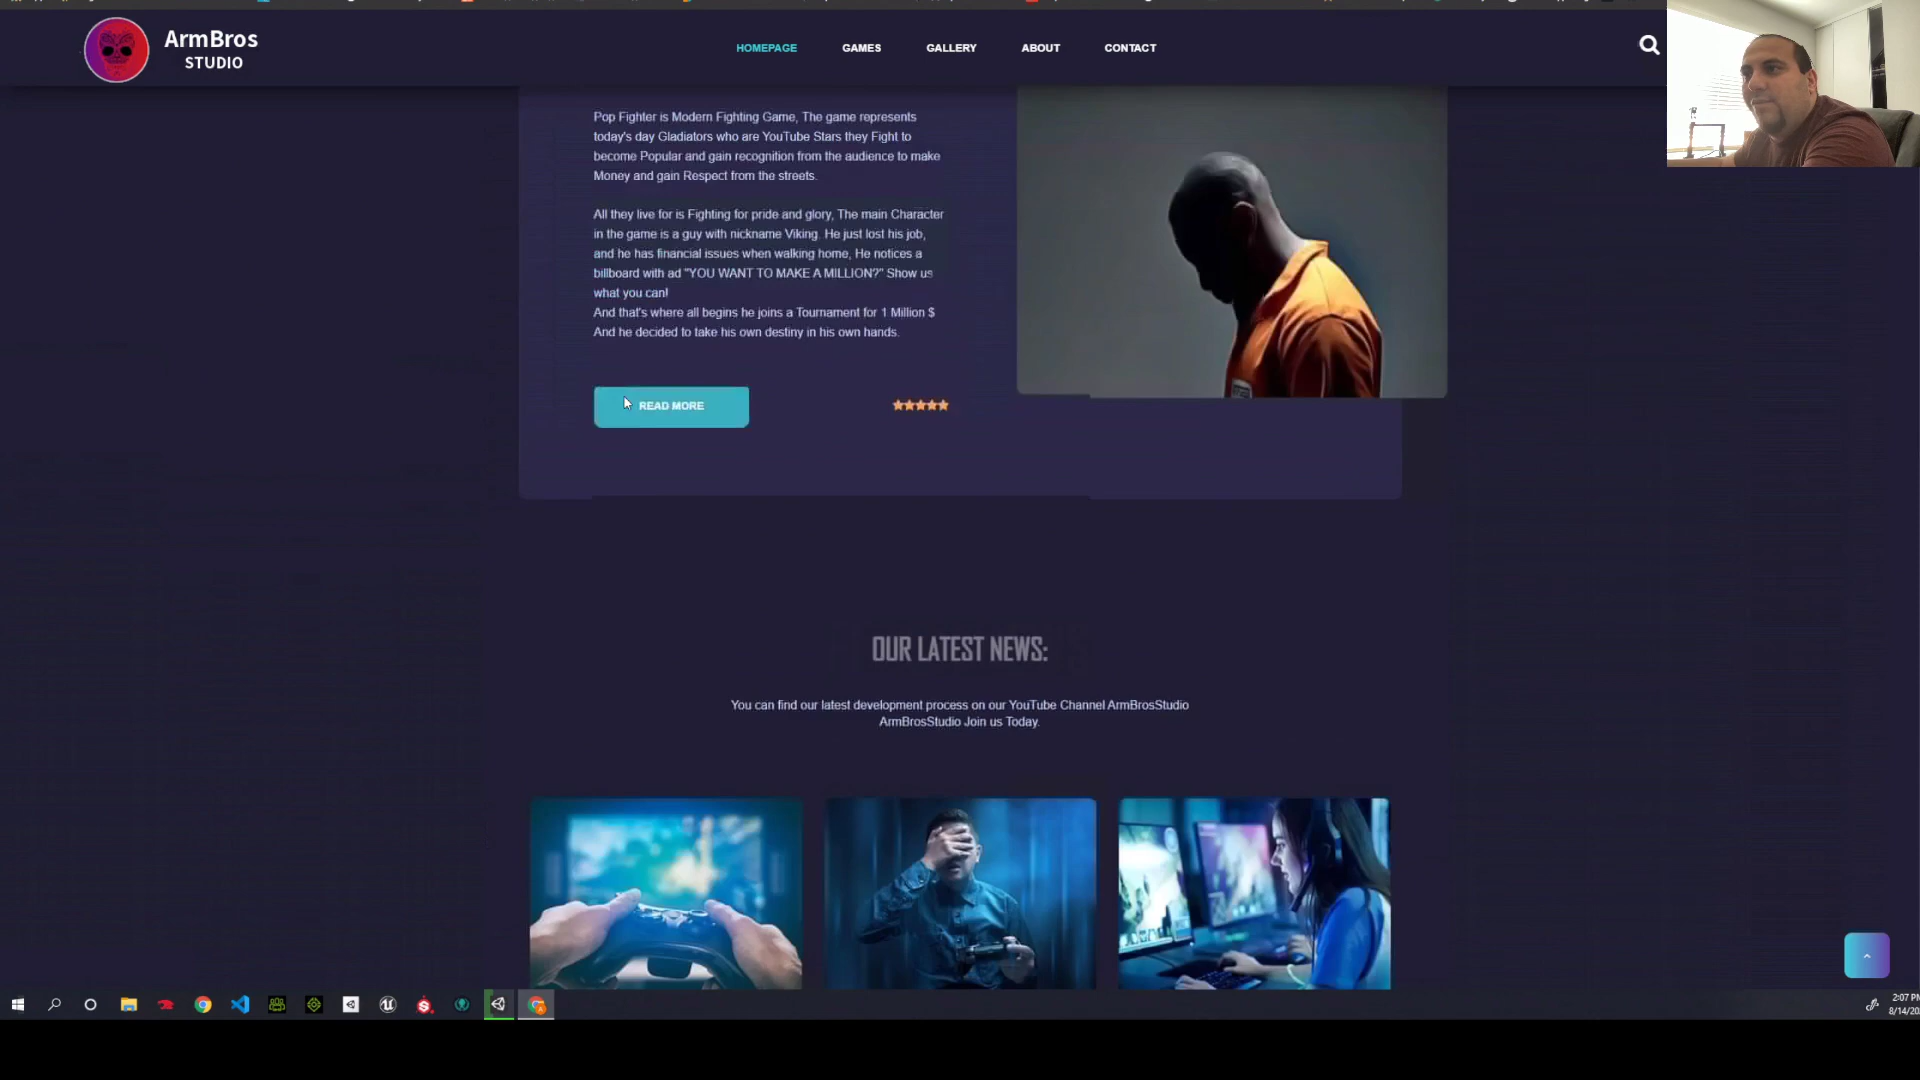 ArmBros
STUDIO
HOMEPAGE
GAMES
GALLERY
ABOUT
CONTACT
Pop Fighter is Modern Fighting Game, The game represents
today's day Gladiators who are YouTube Stars they Fight to
become Popular and gain recognition from the audience to make
Money and gain Respect from the streets.
All they live for is Fighting for pride and glory, The main Character
in the game is a guy with nickname Viking. He just lost his job,
and he has financial issues when walking home, He notices a
billboard with ad "YOU WANT TO MAKE A MILLION?" Show us
what you can!
And that's where all begins he joins a Tournament for 1 Million $
And he decided to take his own destiny in his own hands.
READ MORE
OUR LATEST NEWS:
You can find our latest development process on our YouTube Channel ArmBrosStudio
ArmBrosStudio Join us Today.
2:07 PM
8/14/20